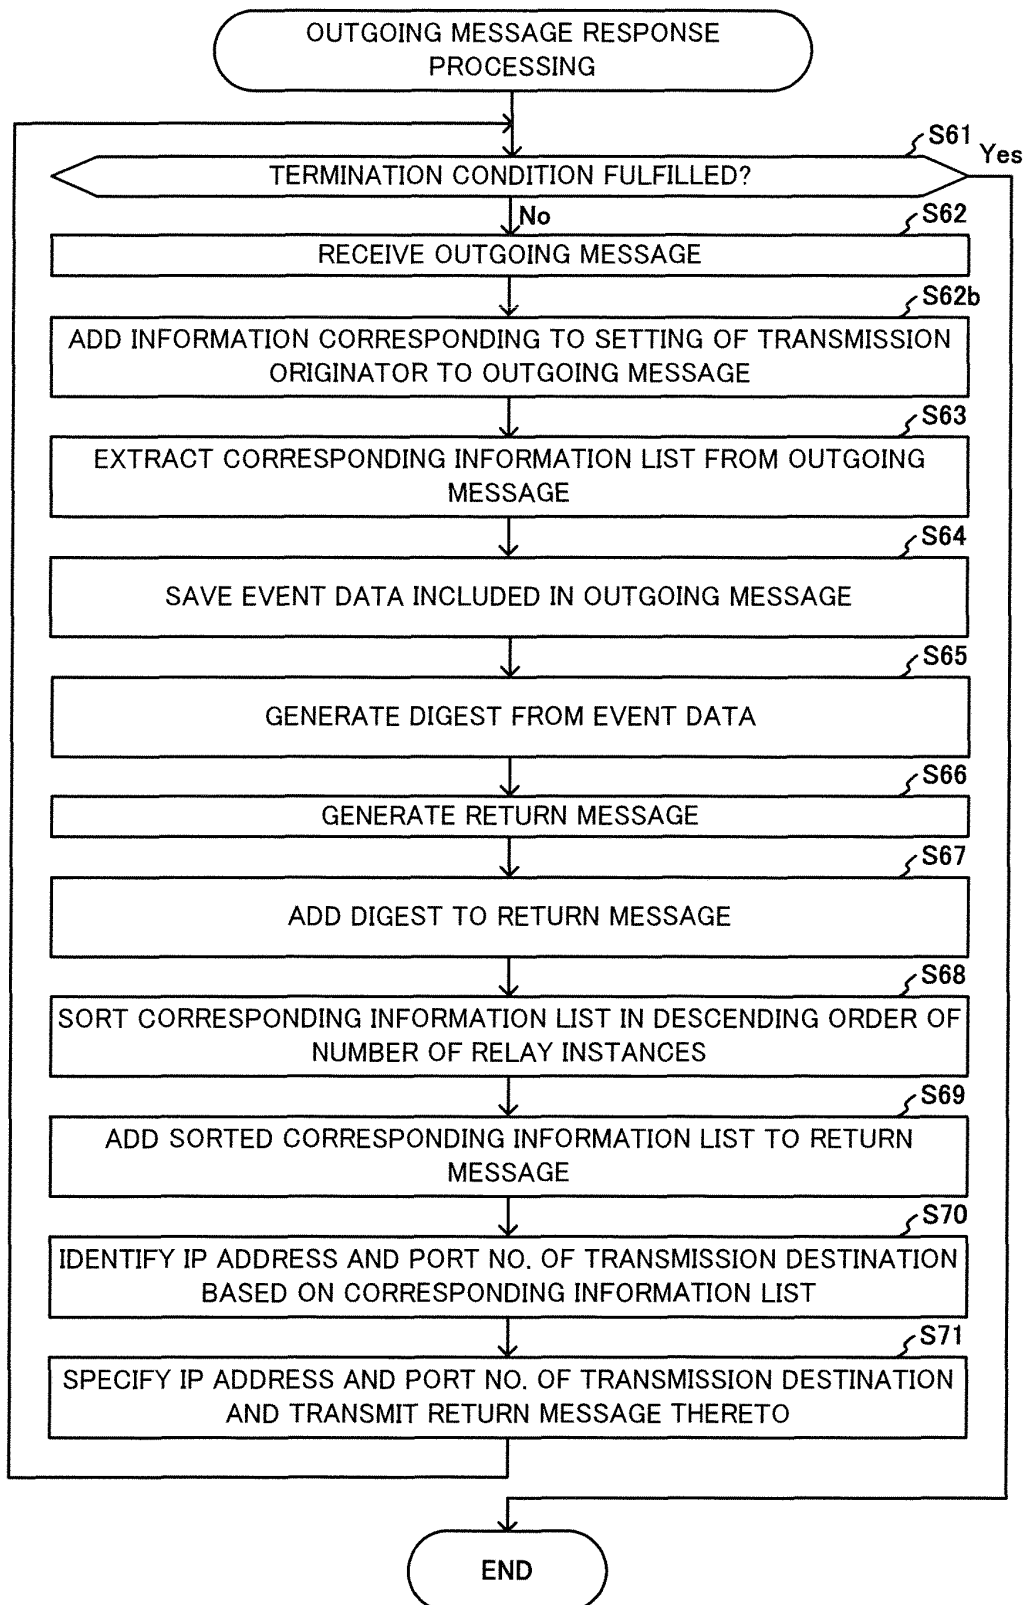 OUTGOING MESSAGE RESPONSE
PROCESSING
S61
Yes
TERMINATION CONDITION FULFILLED?
No
S62
RECEIVE OUTGOING MESSAGE
S62b
ADD INFORMATION CORRESPONDING TO SETTING OF TRANSMISSION
ORIGINATOR TO OUTGOING MESSAGE
S63
EXTRACT CORRESPONDING INFORMATION LIST FROM OUTGOING
MESSAGE
S64
SAVE EVENT DATA INCLUDED IN OUTGOING MESSAGE
S65
GENERATE DIGEST FROM EVENT DATA
S66
GENERATE RETURN MESSAGE
S67
ADD DIGEST TO RETURN MESSAGE
S68
SORT CORRESPONDING INFORMATION LIST IN DESCENDING ORDER OF
NUMBER OF RELAY INSTANCES
S69
ADD SORTED CORRESPONDING INFORMATION LIST TO RETURN
MESSAGE
S70
IDENTIFY IP ADDRESS AND PORT NO. OF TRANSMISSION DESTINATION
BASED ON CORRESPONDING INFORMATION LIST
S71
SPECIFY IP ADDRESS AND PORT NO. OF TRANSMISSION DESTINATION
AND TRANSMIT RETURN MESSAGE THERETO
END